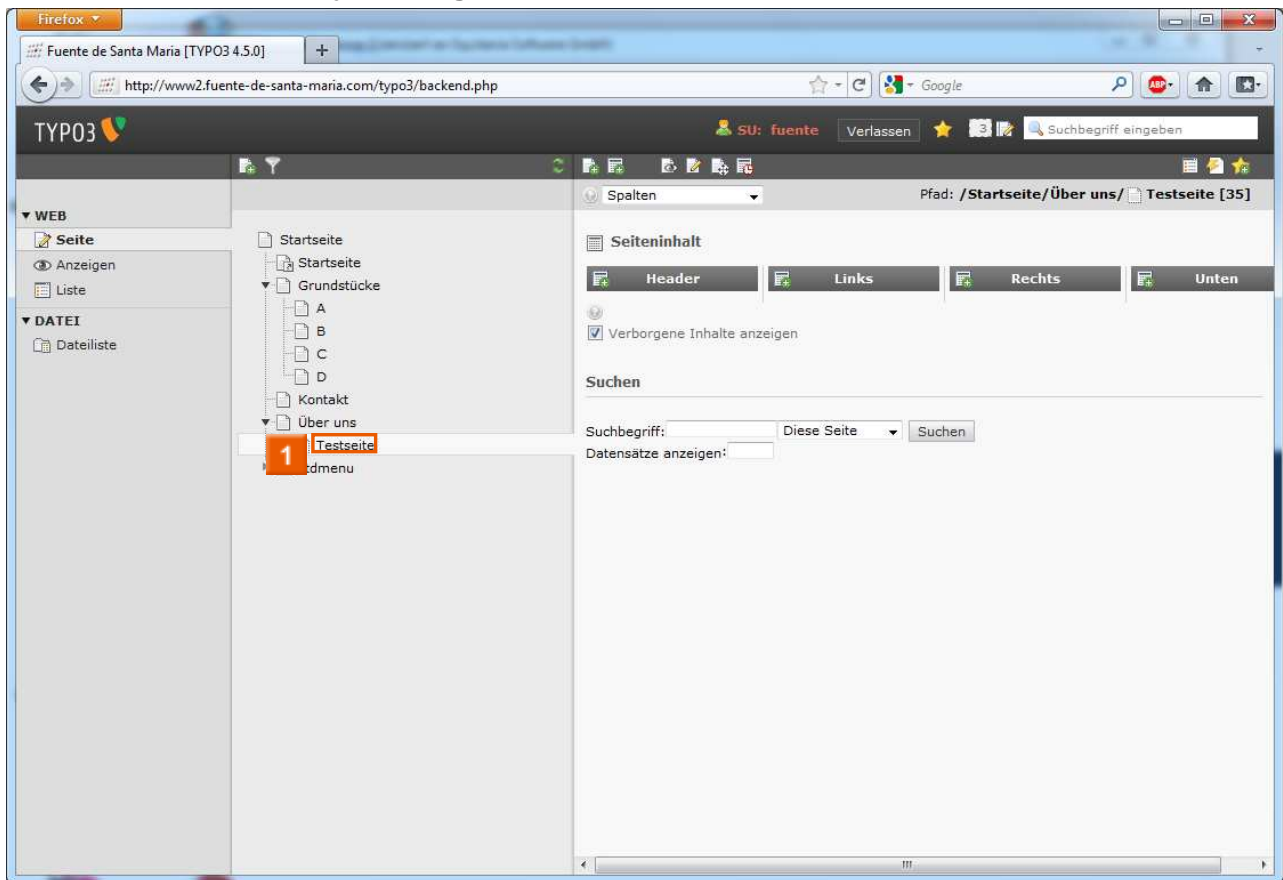 Firefox
Fuente de Santa Maria [TYPO3 4.5.0]
http://www2.fuente-de-santa-maria.com/typo3/backend.php
Google
ABP
TYPO3
SU: fuente
Verlassen
3
Suchbegriff eingeben
Spalten
Pfad: /Startseite/Über uns/ Testseite [35]
WEB
Seite
Anzeigen
Liste
DATEI
Dateiliste
Startseite
Startseite
Grundstücke
A
B
C
D
Kontakt
Über uns
1
Testseite
dmenu
Seiteninhalt
Header
Links
Rechts
Unten
Verborgene Inhalte anzeigen
Suchen
Suchbegriff:
Diese Seite
Suchen
Datensätze anzeigen: